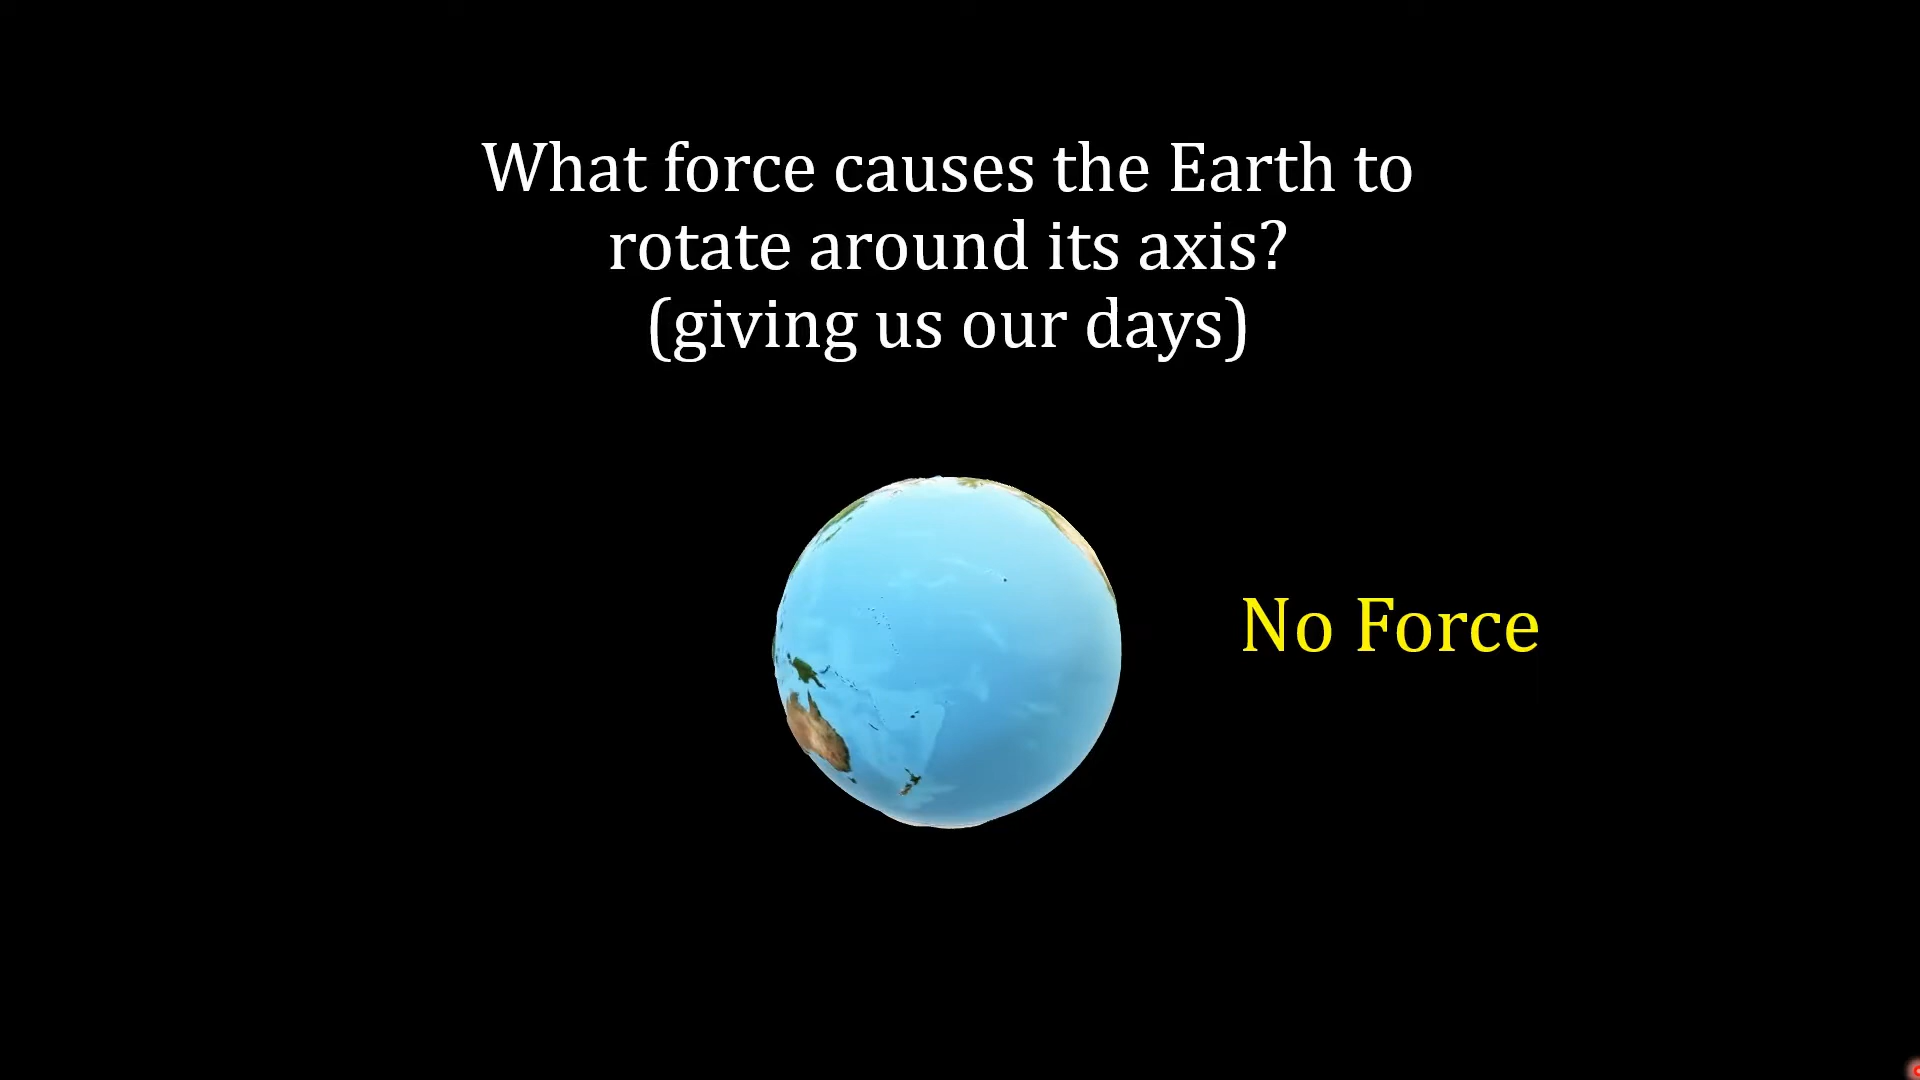 What force causes the Earth to
rotate around its axis?
(giving us our days)
No Force